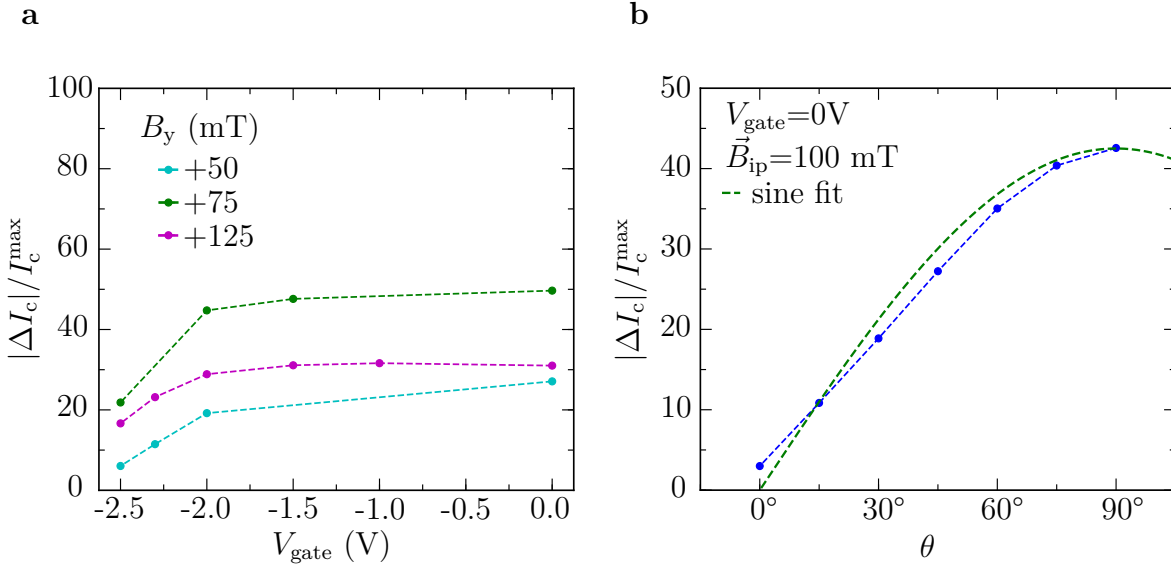 a
|ΔI_c|/I_c^max
100
80
60
40
20
0
B_y (mT)
+50
+75
+125
-2.5 -2.0 -1.5 -1.0 -0.5 0.0
V_gate (V)
b
|ΔI_c|/I_c^max
50
40
30
20
10
0
V_gate=0V
B⃗_ip=100 mT
sine fit
0° 30° 60° 90°
θ